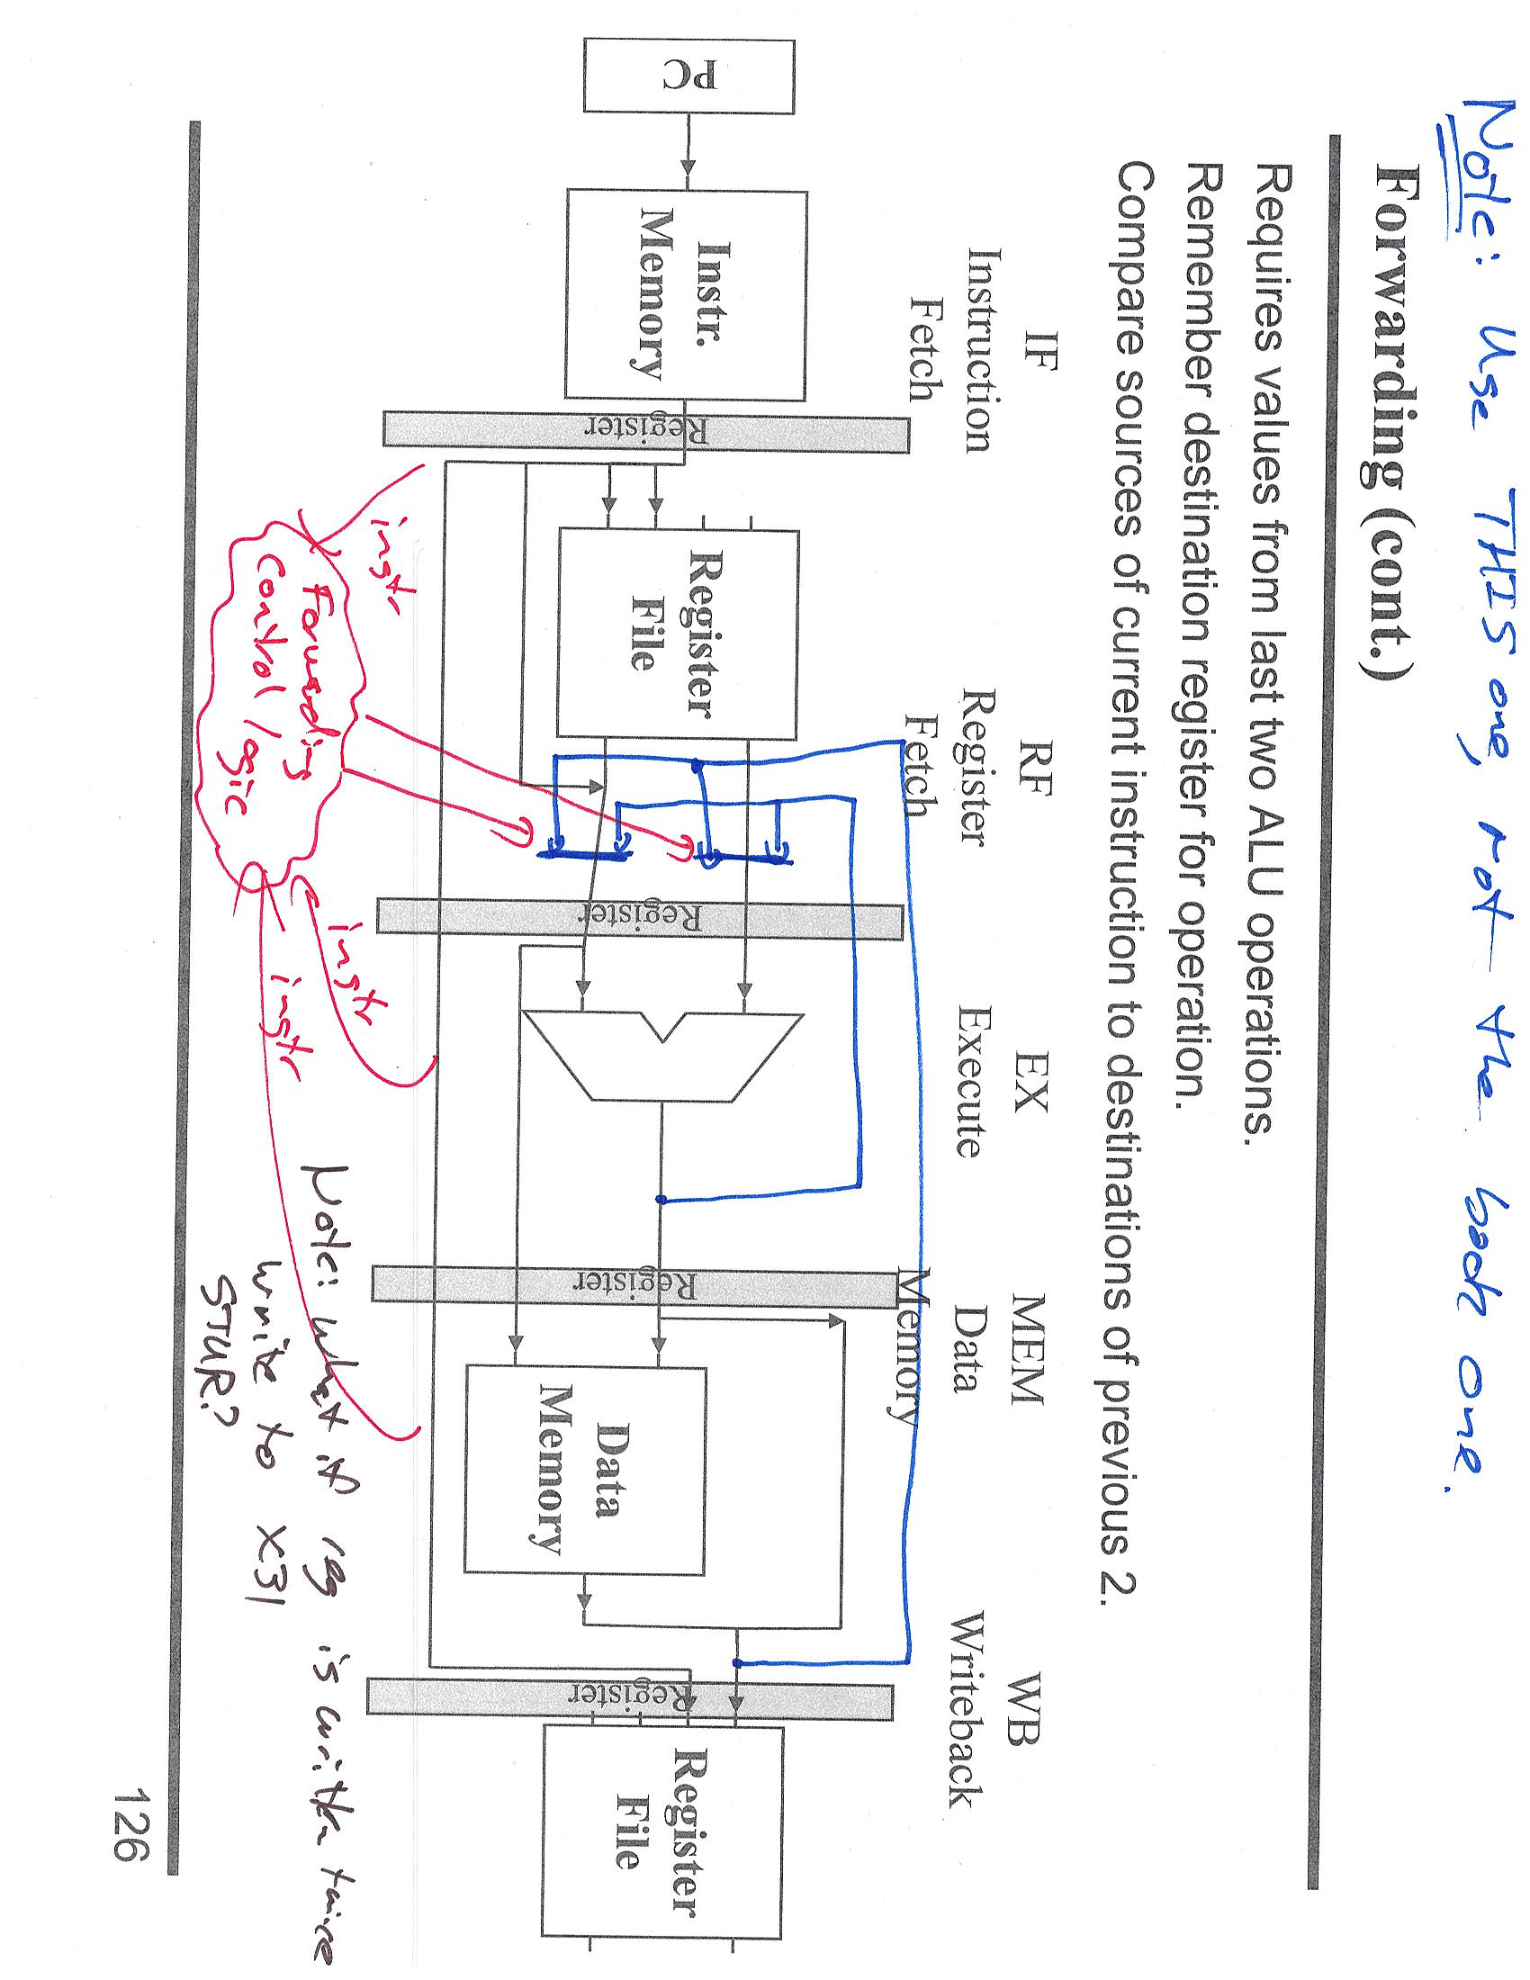 Note: Use THIS one, not the book one.
Forwarding (cont.)
Requires values from last two ALU operations.
Remember destination register for operation.
Compare sources of current instruction to destinations of previous 2.
IF
Instruction
Fetch
RF
Register
Fetch
EX
Execute
MEM
Data
Memory
WB
Writeback
PC
Instr.
Memory
Register
Register
File
Register
Register
Data
Memory
Register
Register
File
instr
Forwarding
control logic
instr
instr
Note: what if reg is written twice
write to X31
STUR?
126